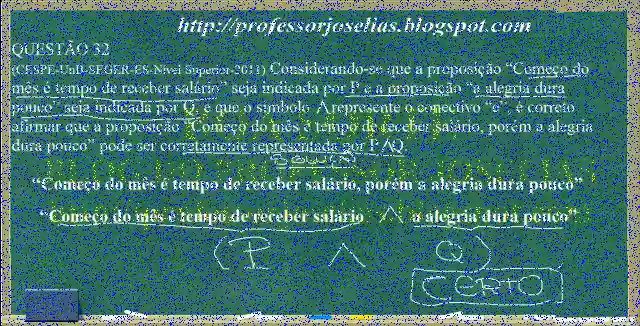 http://professorjoselias.blogspot.com
QUESTÃO 32
(CESPE-UnB-SEGER-ES-Nível Superior-2011) Considerando-se que a proposição “Começo do
mês é tempo de receber salário” seja indicada por P e a proposição “a alegria dura
pouco” seja indicada por Q, e que o símbolo Λ represente o conectivo “e”, é correto
afirmar que a proposição “Começo do mês é tempo de receber salário, porém a alegria
dura pouco” pode ser corretamente representada por P Λ Q.
“Começo do mês é tempo de receber salário, porém a alegria dura pouco”
“Começo do mês é tempo de receber salário Λ a alegria dura pouco”
(P Λ Q)
CERTO